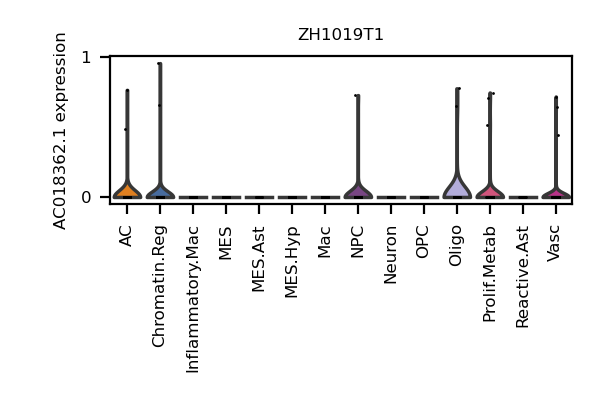 ZH1019T1
AC018362.1 expression
1
0
AC
Chromatin.Reg
Inflammatory.Mac
MES
MES.Ast
MES.Hyp
Mac
NPC
Neuron
OPC
Oligo
Prolif.Metab
Reactive.Ast
Vasc